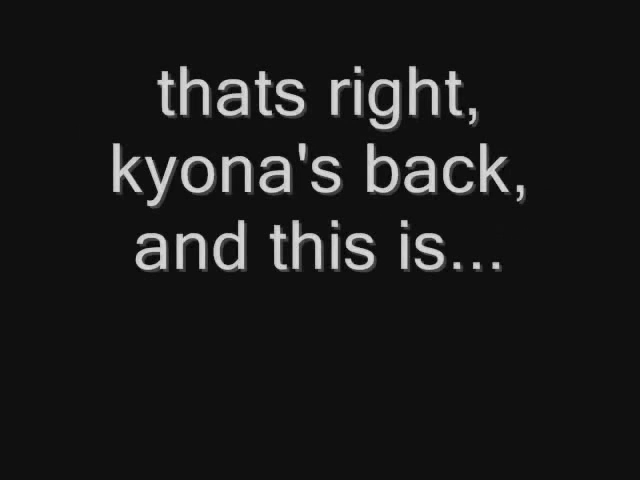 thats right,
kyona's back,
and this is...